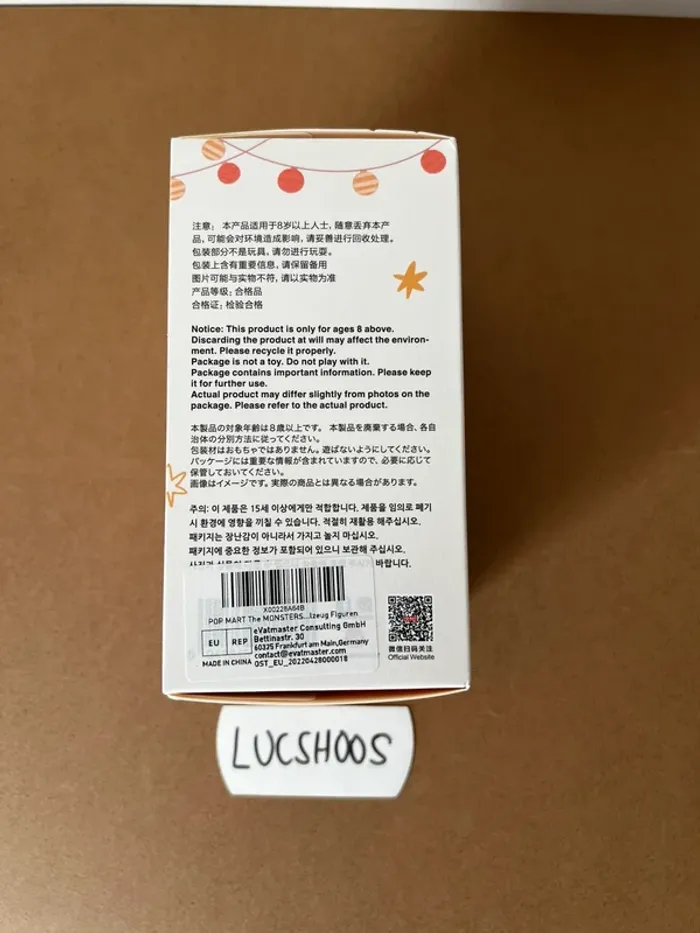 注意: 本产品适用于8岁以上人士, 随意丢弃本产
品, 可能会对环境造成影响, 请妥善进行回收处理。
包装部分不是玩具, 请勿进行玩耍。
包装上含有重要信息, 请保留备用
图片可能与实物不符, 请以实物为准
产品等级: 合格品
合格证: 检验合格
Notice: This product is only for ages 8 above.
Discarding the product at will may affect the environ-
ment. Please recycle it properly.
Package is not a toy. Do not play with it.
Package contains important information. Please keep
it for further use.
Actual product may differ slightly from photos on the
package. Please refer to the actual product.
本製品の対象年齢は8歳以上です。 本製品を廃棄する場合、各自
治体の分別方法に従ってください。
包装材はおもちゃではありません。遊ばないようにしてください。
パッケージには重要な情報が含まれていますので、必要に応じて
保管しておいてください。
画像はイメージです。実際の商品とは異なる場合があります。
주의: 이 제품은 15세 이상에게만 적합합니다. 제품을 임의로 폐기
시 환경에 영향을 끼칠 수 있습니다. 적절히 재활용 해주십시오.
패키지는 장난감이 아니라서 가지고 놀지 마십시오.
패키지에 중요한 정보가 포함되어 있으니 보관해 주십시오.
바랍니다.
X00228A64B
POP MART The MONSTERS...lzeug Figuren
EU REP
eVatmaster Consulting GmbH
Bettinastr. 30
60325 Frankfurt am Main,Germany
contact@evatmaster.com
MADE IN CHINA GST_EU_20220428000018
微信扫码关注
Official Website
LUCSHOOS